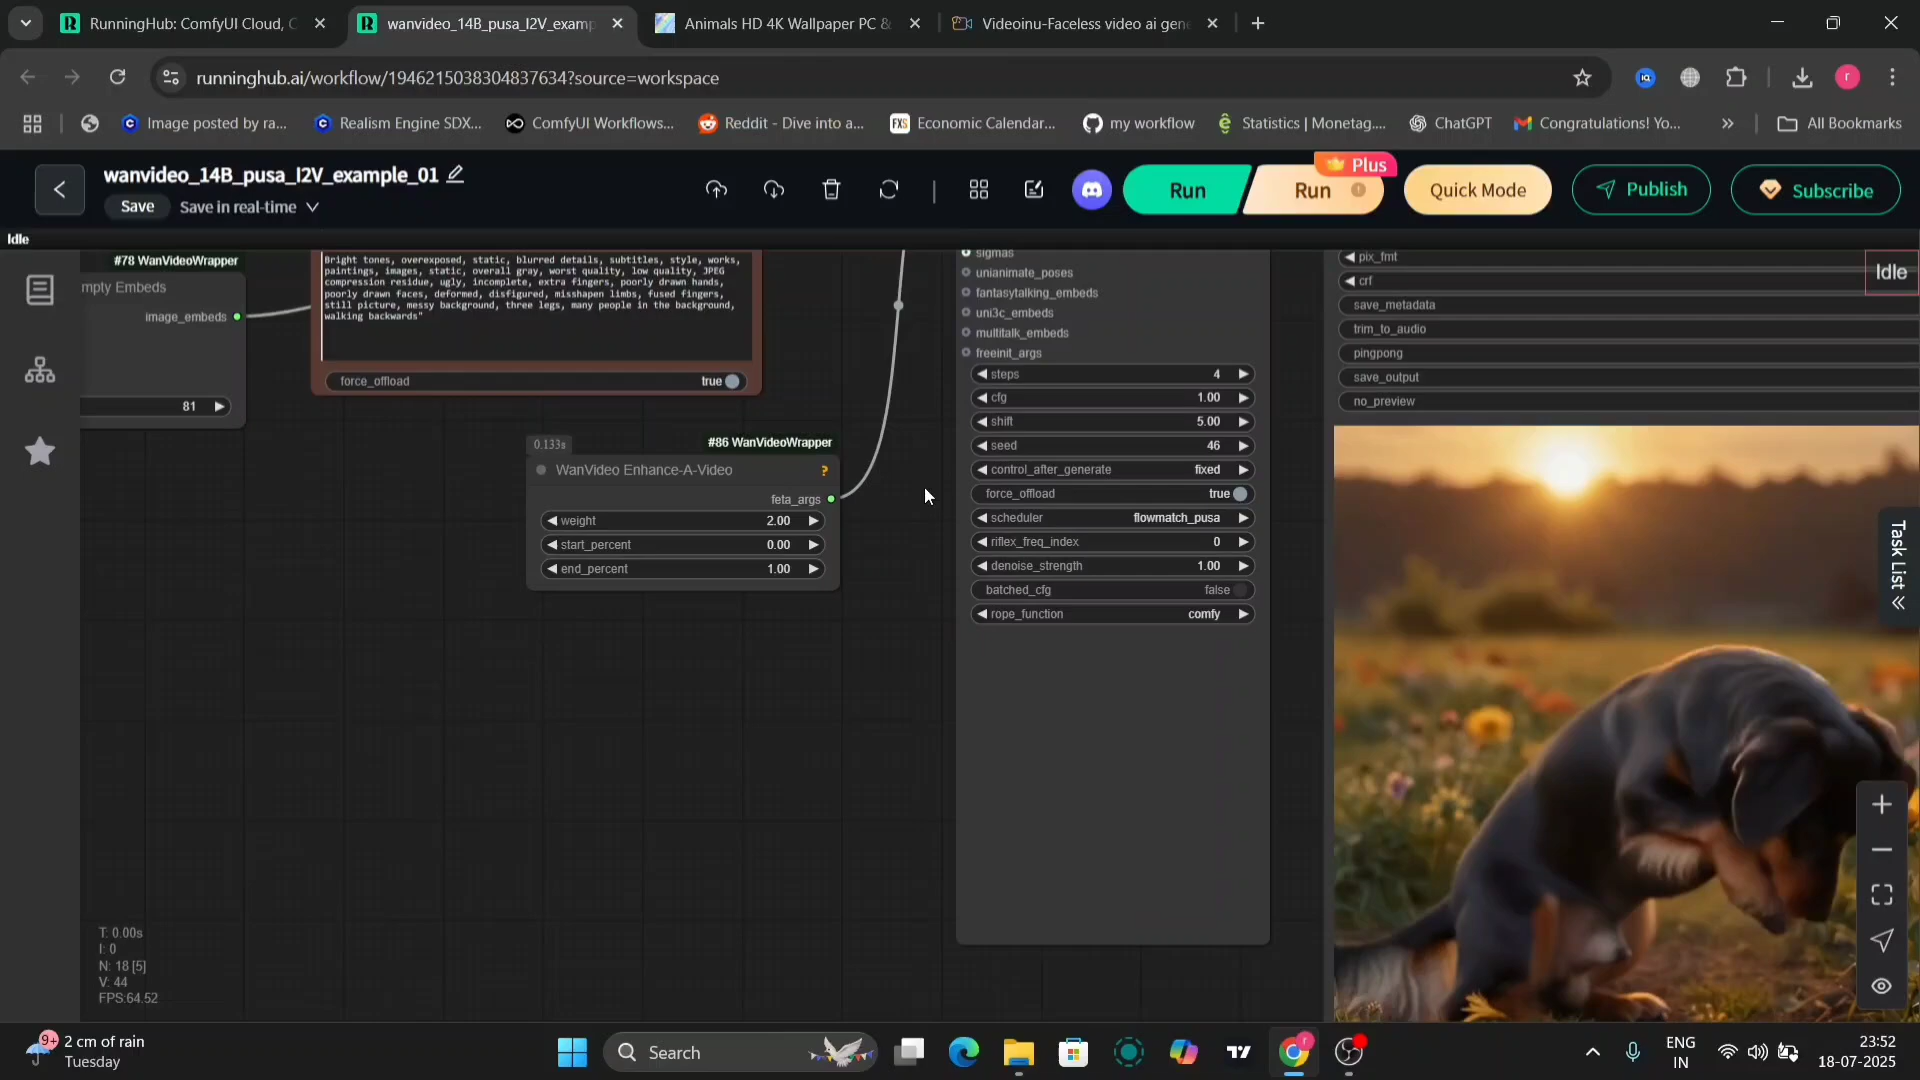 RunningHub: ComfyUI Cloud, C
wanvideo_14B_pusa_I2V_examp
Animals HD 4K Wallpaper PC &
Videoinu-Faceless video ai gene
runninghub.ai/workflow/1946215038304837634?source=workspace
r
Image posted by ra...
Realism Engine SDX...
ComfyUI Workflows...
Reddit - Dive into a...
FXS
Economic Calendar...
my workflow
Statistics | Monetag....
ChatGPT
Congratulations! Yo...
All Bookmarks
wanvideo_14B_pusa_I2V_example_01
Save
Save in real-time
Run
Run
Plus
Quick Mode
Publish
Subscribe
Idle
#78 WanVideoWrapper
mpty Embeds
image_embeds
81
Bright tones, overexposed, static, blurred details, subtitles, style, works,
paintings, images, static, overall gray, worst quality, low quality, JPEG
compression residue, ugly, incomplete, extra fingers, poorly drawn hands,
poorly drawn faces, deformed, disfigured, misshapen limbs, fused fingers,
still picture, messy background, three legs, many people in the background,
walking backwards"
force_offload true
0.133s
#86 WanVideoWrapper
WanVideo Enhance-A-Video ?
feta_args
weight 2.00
start_percent 0.00
end_percent 1.00
sigmas
unianimate_poses
fantasytalking_embeds
uni3c_embeds
multitalk_embeds
freeinit_args
steps 4
cfg 1.00
shift 5.00
seed 46
control_after_generate fixed
force_offload true
scheduler flowmatch_pusa
riflex_freq_index 0
denoise_strength 1.00
batched_cfg false
rope_function comfy
pix_fmt
crf
save_metadata
trim_to_audio
pingpong
save_output
no_preview
Idle
Task List
T: 0.00s
I: 0
N: 18 [5]
V: 44
FPS:64.52
9+
2 cm of rain
Tuesday
Search
ENG
IN
23:52
18-07-2025